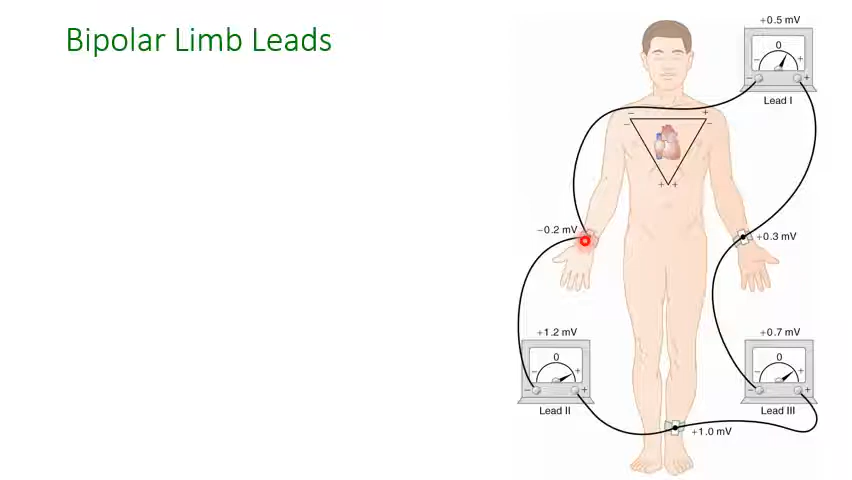 Bipolar Limb Leads
+0.5 mV
0
- +
- +
Lead I
- +
- -
+ +
−0.2 mV
+0.3 mV
+1.2 mV
0
- +
- +
Lead II
+0.7 mV
0
- +
- +
Lead III
+1.0 mV